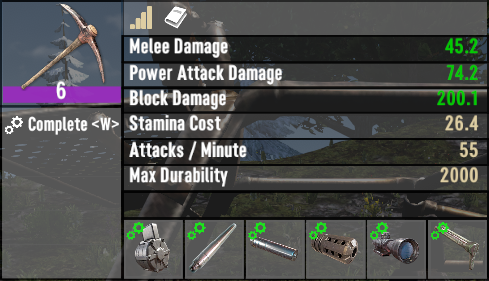 6
Complete <W>
Melee Damage 45.2
Power Attack Damage 74.2
Block Damage 200.1
Stamina Cost 26.4
Attacks / Minute 55
Max Durability 2000